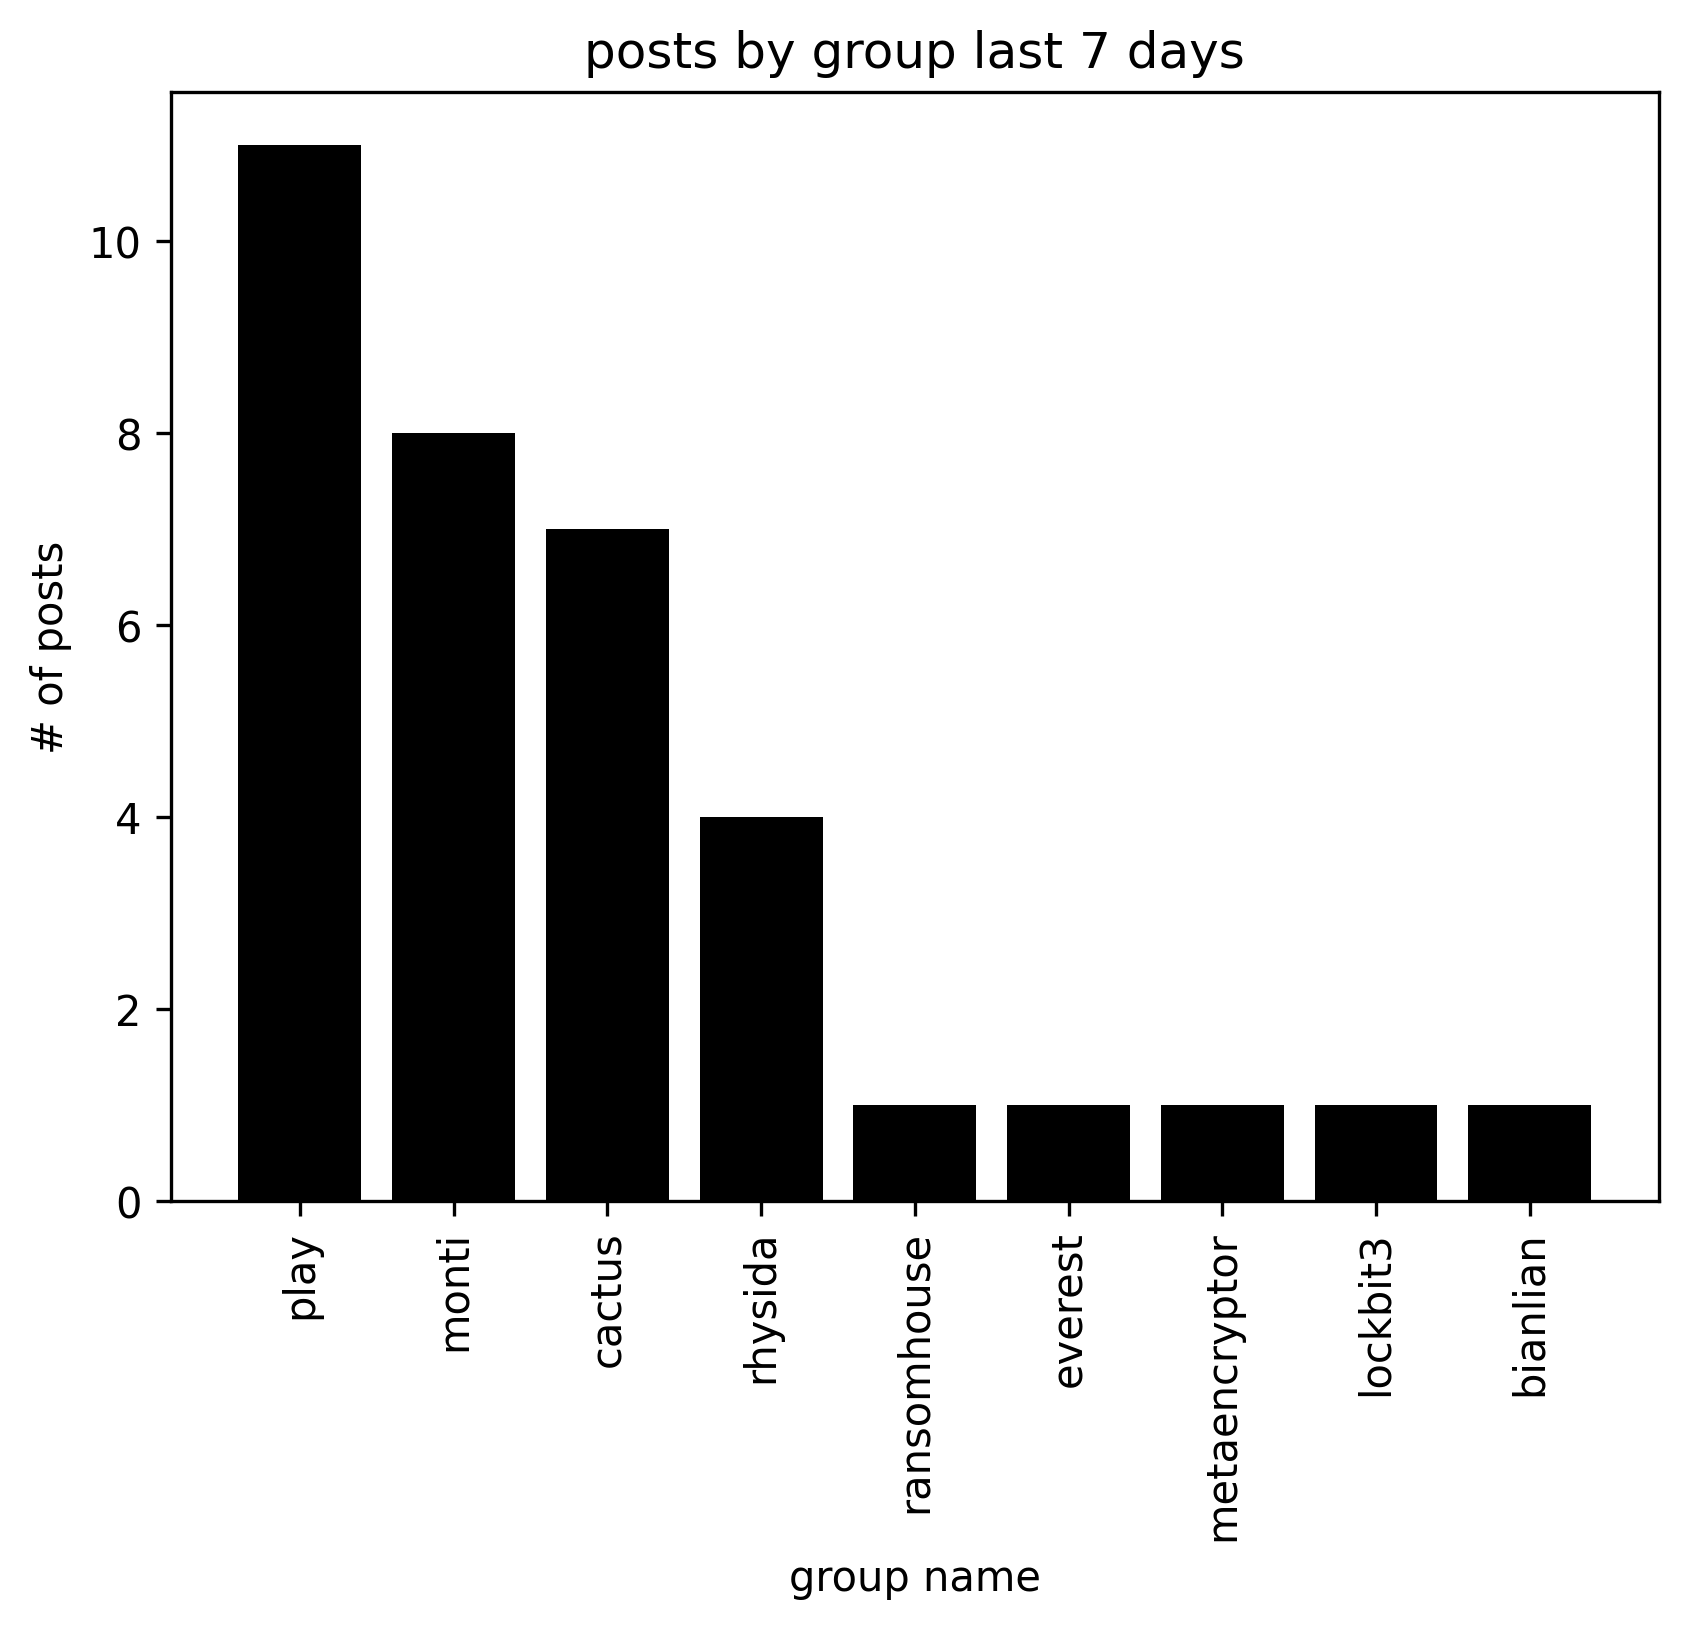 posts by group last 7 days
# of posts
10
8
6
4
2
0
play
monti
cactus
rhysida
ransomhouse
everest
metaencryptor
lockbit3
bianlian
group name